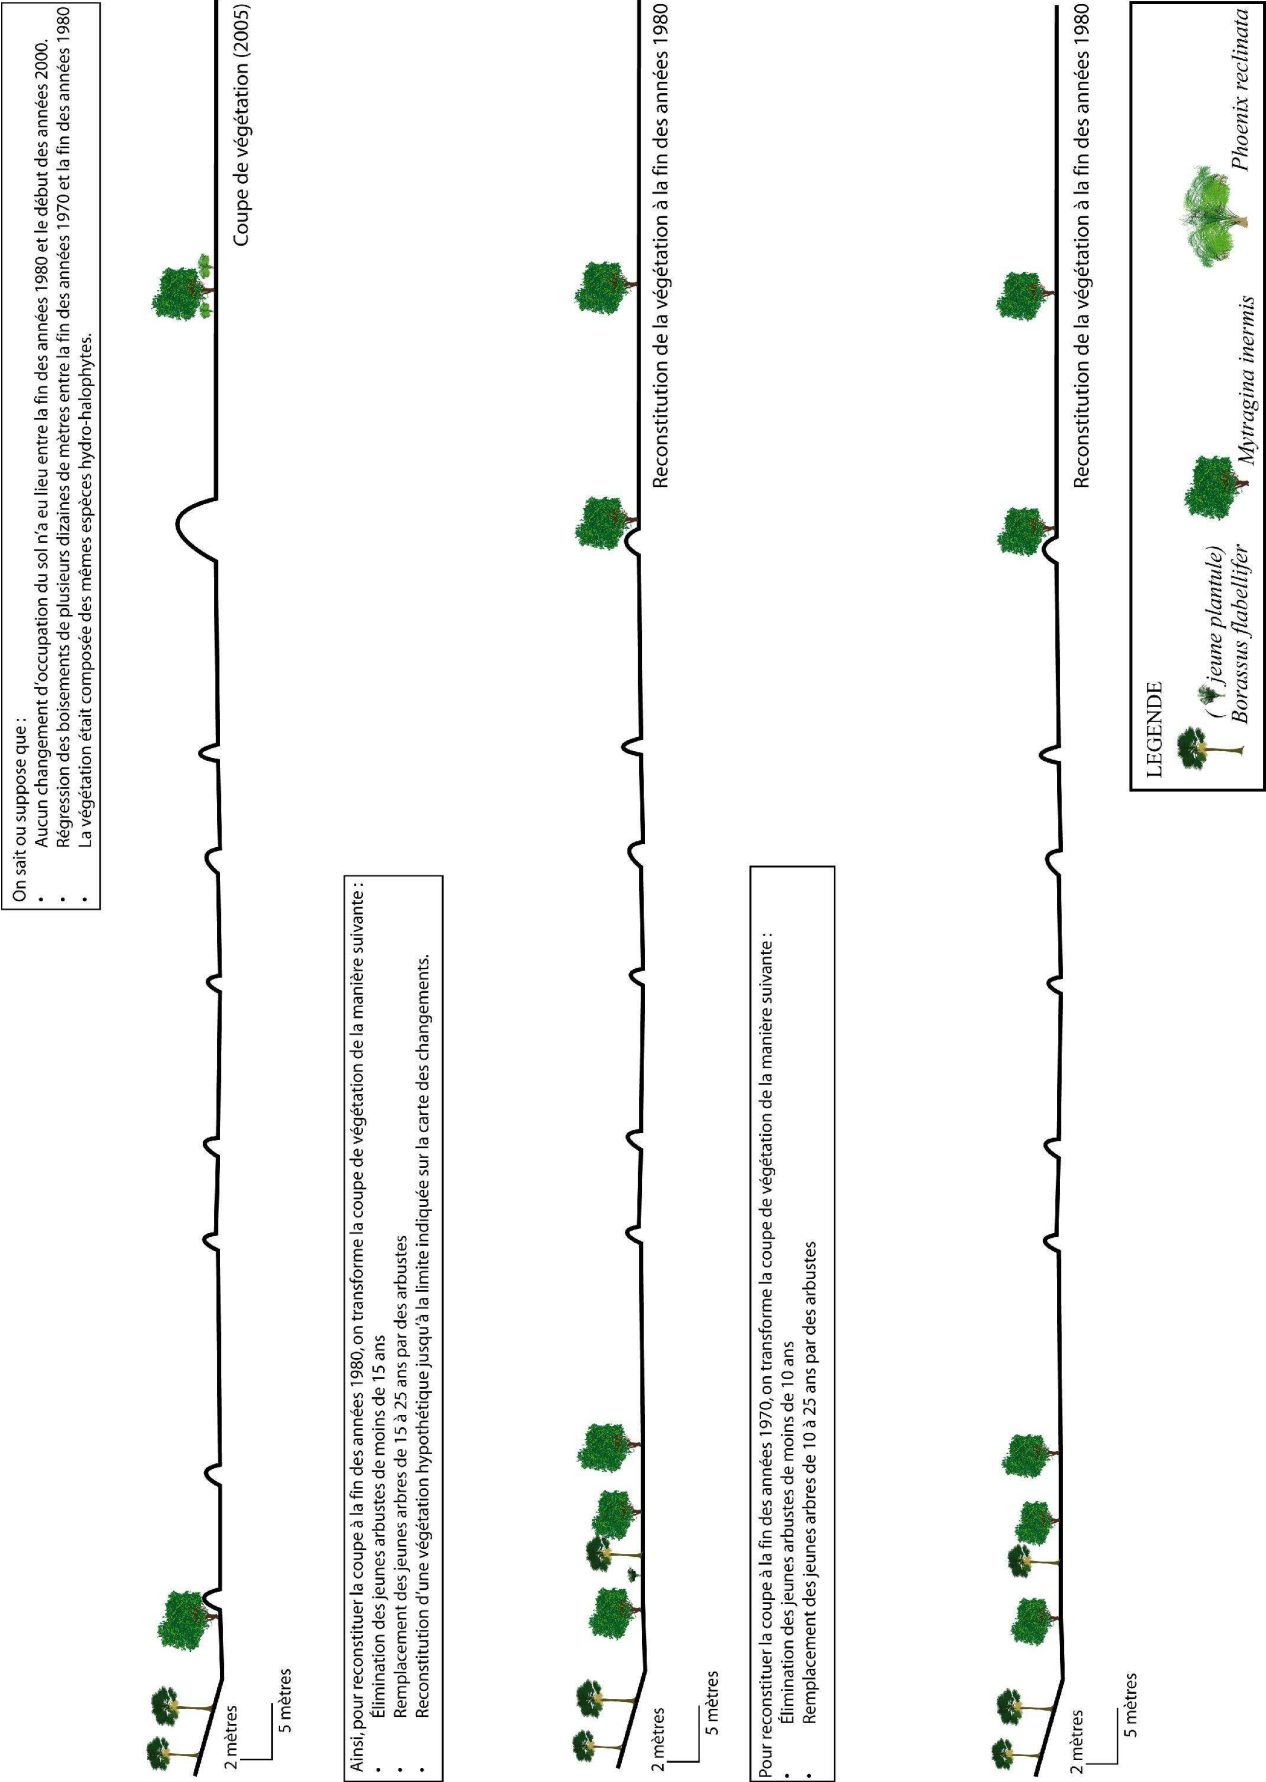 On sait ou suppose que :
• Aucun changement d'occupation du sol n'a eu lieu entre la fin des années 1980 et le début des années 2000.
• Régression des boisements de plusieurs dizaines de mètres entre la fin des années 1970 et la fin des années 1980
• La végétation était composée des mêmes espèces hydro-halophytes.
Coupe de végétation (2005)
2 mètres
5 mètres
Ainsi, pour reconstituer la coupe à la fin des années 1980, on transforme la coupe de végétation de la manière suivante :
• Élimination des jeunes arbustes de moins de 15 ans
• Remplacement des jeunes arbres de 15 à 25 ans par des arbustes
• Reconstitution d'une végétation hypothétique jusqu'à la limite indiquée sur la carte des changements.
Reconstitution de la végétation à la fin des années 1980
2 mètres
5 mètres
Pour reconstituer la coupe à la fin des années 1970, on transforme la coupe de végétation de la manière suivante :
• Élimination des jeunes arbustes de moins de 10 ans
• Remplacement des jeunes arbres de 10 à 25 ans par des arbustes
Reconstitution de la végétation à la fin des années 1980
2 mètres
5 mètres
LEGENDE
( jeune plantule)
Borassus flabellifer
Mytragina inermis
Phoenix reclinata